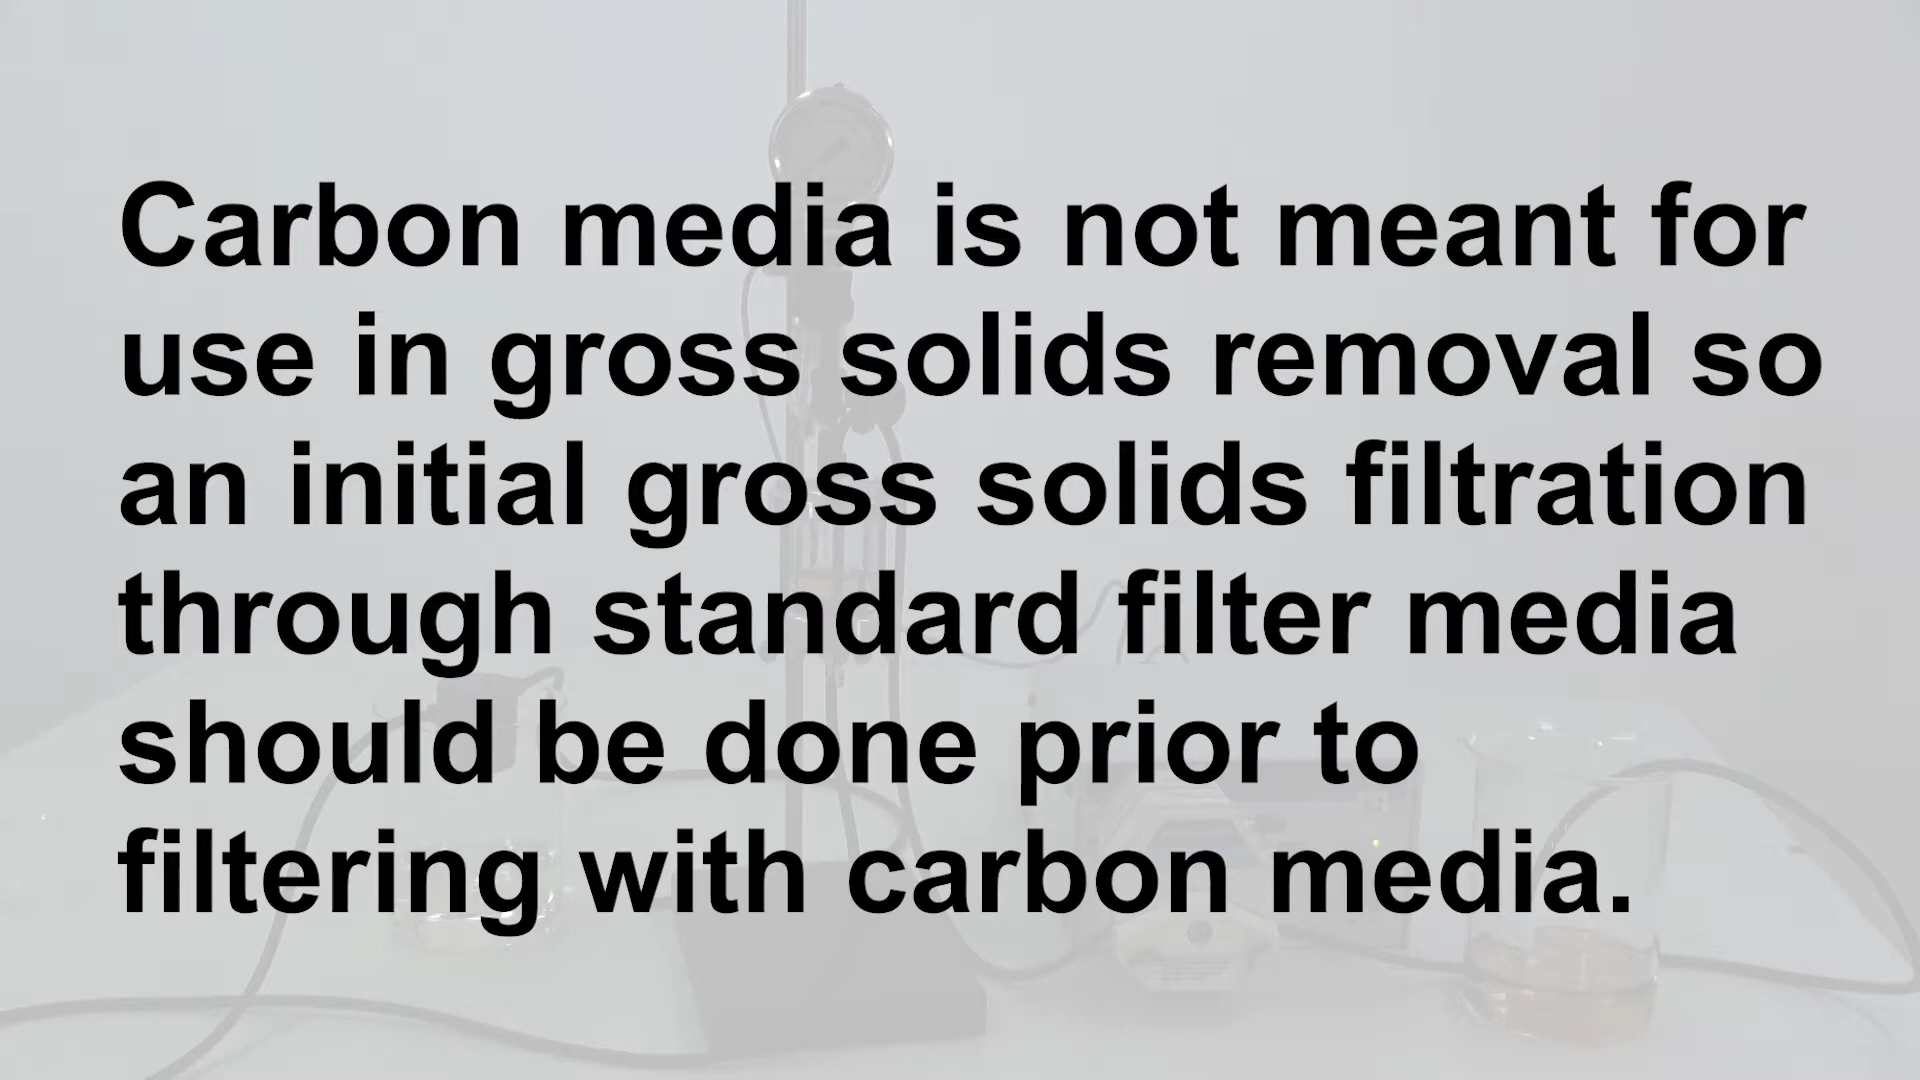 Carbon media is not meant for
use in gross solids removal so
an initial gross solids filtration
through standard filter media
should be done prior to
filtering with carbon media.